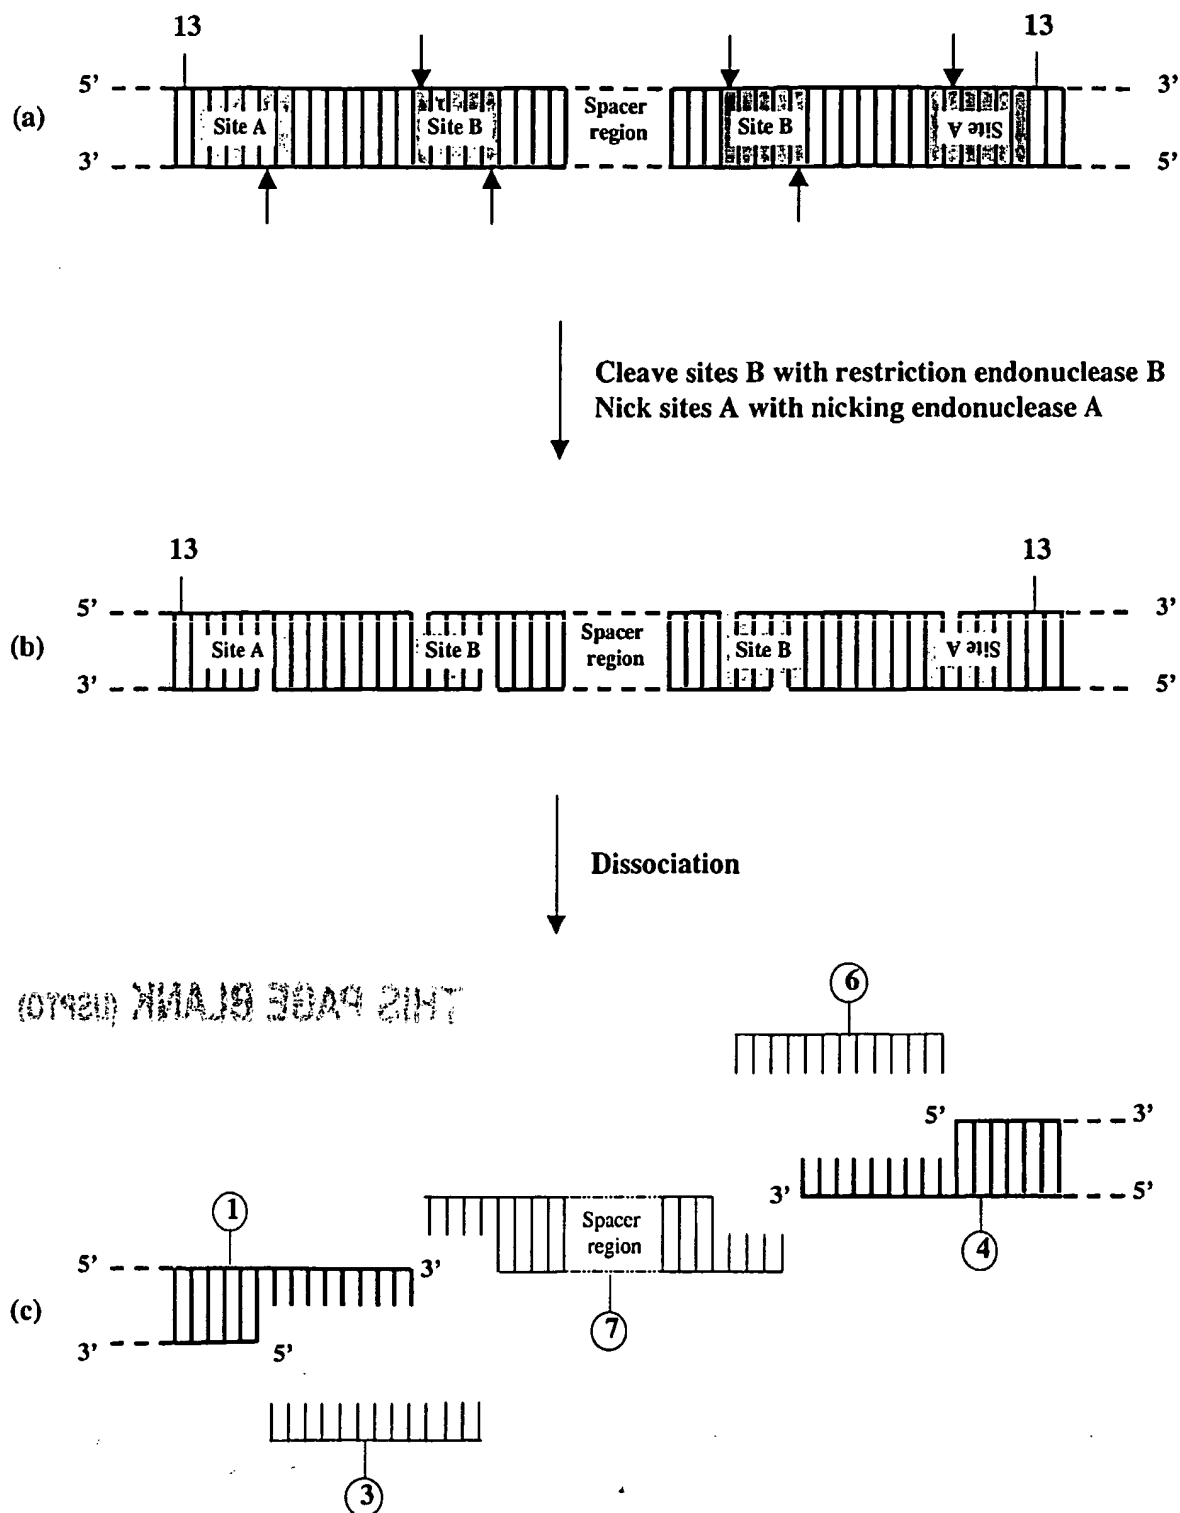 13 13
5' 3'
(a) Site A Site B Spacer region Site B Site A
3' 5'
Cleave sites B with restriction endonuclease B
Nick sites A with nicking endonuclease A
13 13
5' 3'
(b) Site A Site B Spacer region Site B Site A
3' 5'
Dissociation
THIS PAGE BLANK (USPTO)
6
5' 3'
3' 5'
4
1
Spacer region
5' 3'
7
(c)
3' 5'
3